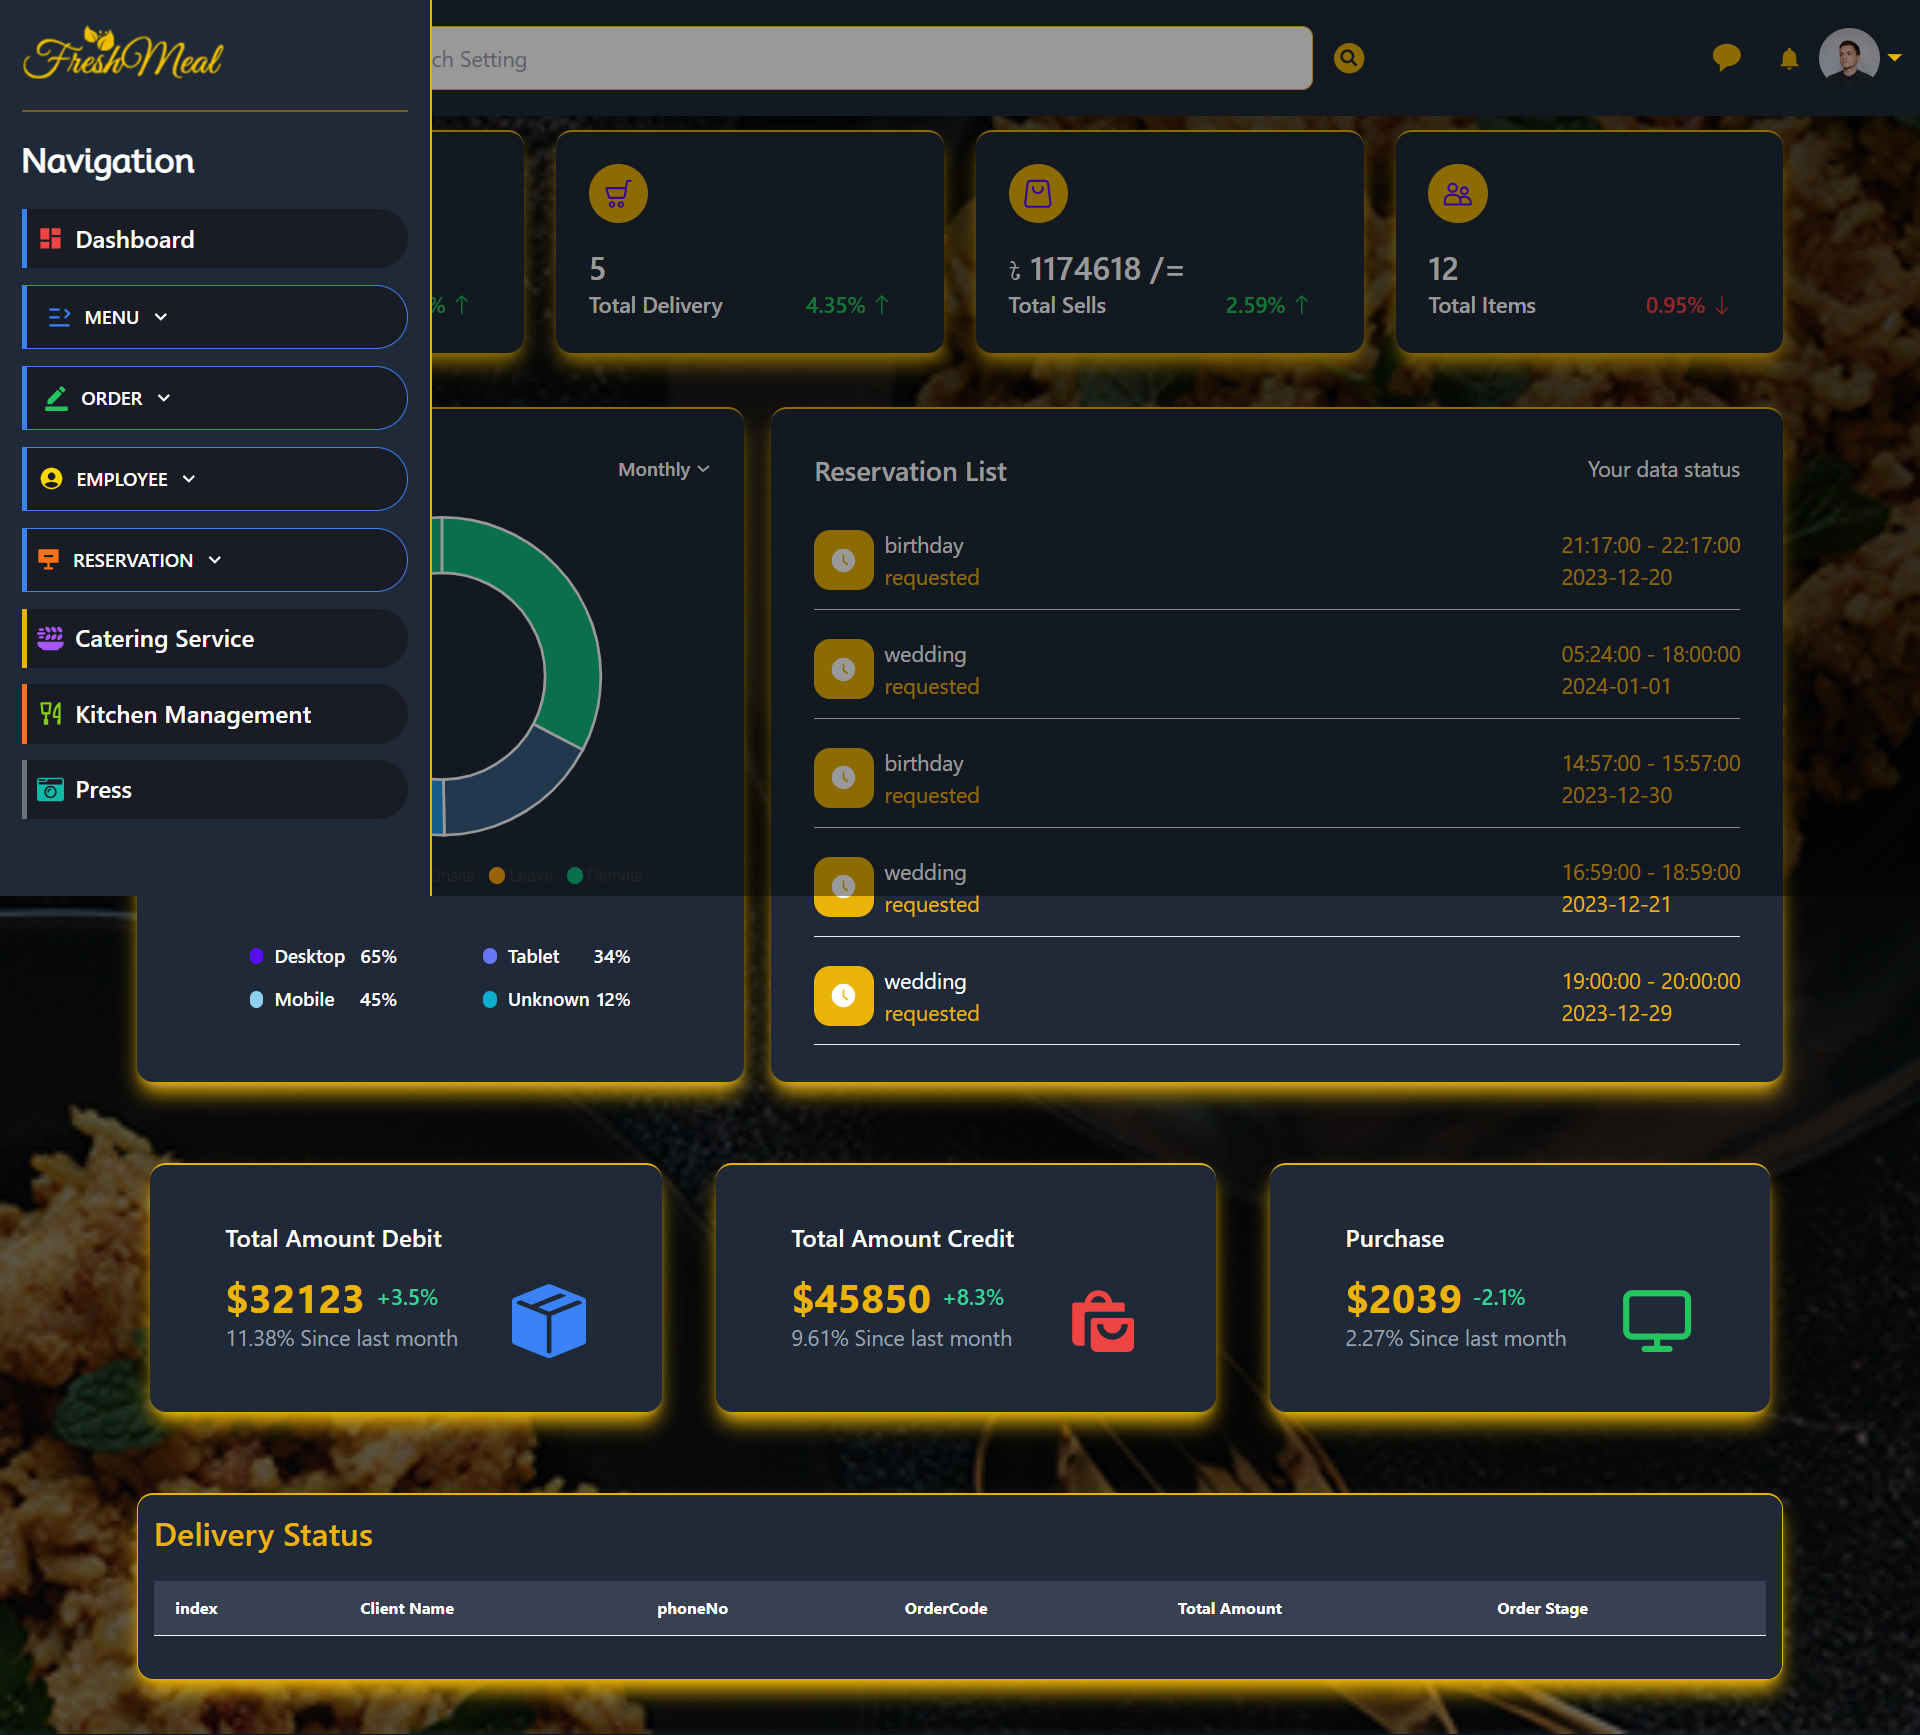 FreshMeal
ch Setting
Navigation
Dashboard
MENU
ORDER
EMPLOYEE
RESERVATION
Catering Service
Kitchen Management
Press
% ↑
5
Total Delivery 4.35% ↑
৳ 1174618 /=
Total Sells 2.59% ↑
12
Total Items 0.95% ↓
Monthly
Onsite Leave Demote
Desktop 65% Tablet 34%
Mobile 45% Unknown 12%
Reservation List Your data status
birthday 21:17:00 - 22:17:00
requested 2023-12-20
wedding 05:24:00 - 18:00:00
requested 2024-01-01
birthday 14:57:00 - 15:57:00
requested 2023-12-30
wedding 16:59:00 - 18:59:00
requested 2023-12-21
wedding 19:00:00 - 20:00:00
requested 2023-12-29
Total Amount Debit
$32123 +3.5%
11.38% Since last month
Total Amount Credit
$45850 +8.3%
9.61% Since last month
Purchase
$2039 -2.1%
2.27% Since last month
Delivery Status
index Client Name phoneNo OrderCode Total Amount Order Stage